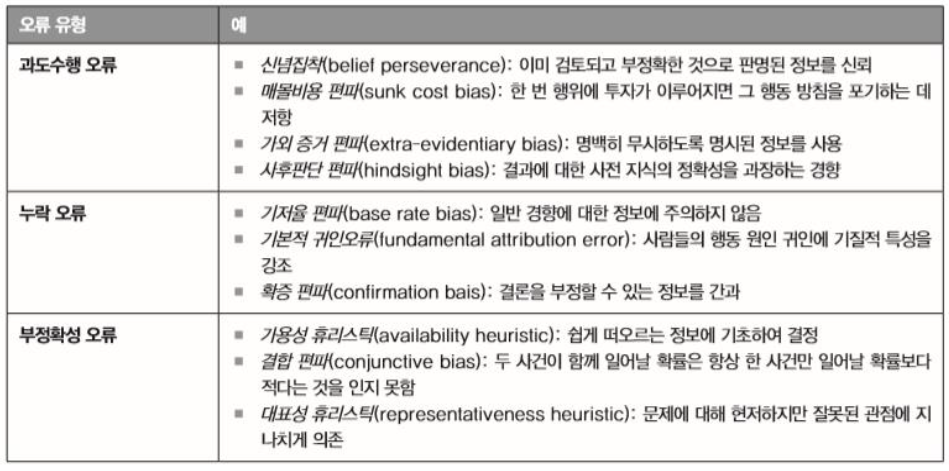 오류 유형 예
과도수행 오류
■ 신념집착(belief perseverance): 이미 검토되고 부정확한 것으로 판명된 정보를 신뢰
■ 매몰비용 편파(sunk cost bias): 한 번 행위에 투자가 이루어지면 그 행동 방침을 포기하는 데
저항
■ 가외 증거 편파(extra-evidentiary bias): 명백히 무시하도록 명시된 정보를 사용
■ 사후판단 편파(hindsight bias): 결과에 대한 사전 지식의 정확성을 과장하는 경향
누락 오류
■ 기저율 편파(base rate bias): 일반 경향에 대한 정보에 주의하지 않음
■ 기본적 귀인오류(fundamental attribution error): 사람들의 행동 원인 귀인에 기질적 특성을
강조
■ 확증 편파(confirmation bais): 결론을 부정할 수 있는 정보를 간과
부정확성 오류
■ 가용성 휴리스틱(availability heuristic): 쉽게 떠오르는 정보에 기초하여 결정
■ 결합 편파(conjunctive bias): 두 사건이 함께 일어날 확률은 항상 한 사건만 일어날 확률보다
적다는 것을 인지 못함
■ 대표성 휴리스틱(representativeness heuristic): 문제에 대해 현저하지만 잘못된 관점에 지
나치게 의존